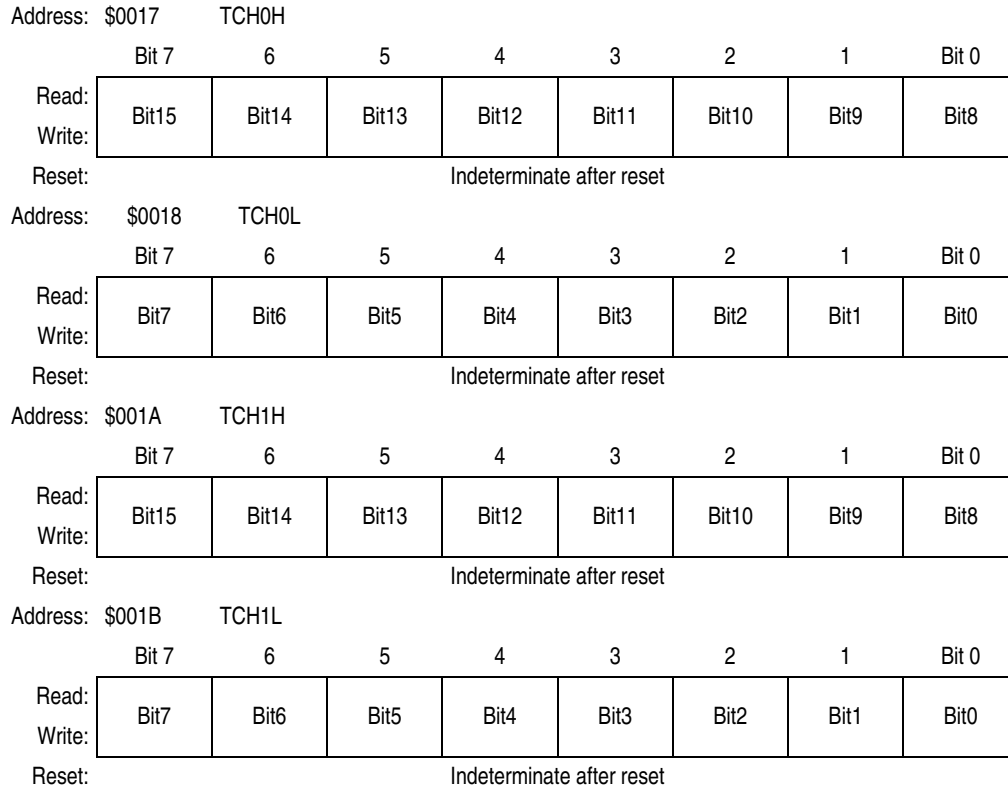 Address: $0017 TCH0H
Bit 7 6 5 4 3 2 1 Bit 0
Read:
Bit15 Bit14 Bit13 Bit12 Bit11 Bit10 Bit9 Bit8
Write:
Reset: Indeterminate after reset
Address: $0018 TCH0L
Bit 7 6 5 4 3 2 1 Bit 0
Read:
Bit7 Bit6 Bit5 Bit4 Bit3 Bit2 Bit1 Bit0
Write:
Reset: Indeterminate after reset
Address: $001A TCH1H
Bit 7 6 5 4 3 2 1 Bit 0
Read:
Bit15 Bit14 Bit13 Bit12 Bit11 Bit10 Bit9 Bit8
Write:
Reset: Indeterminate after reset
Address: $001B TCH1L
Bit 7 6 5 4 3 2 1 Bit 0
Read:
Bit7 Bit6 Bit5 Bit4 Bit3 Bit2 Bit1 Bit0
Write:
Reset: Indeterminate after reset